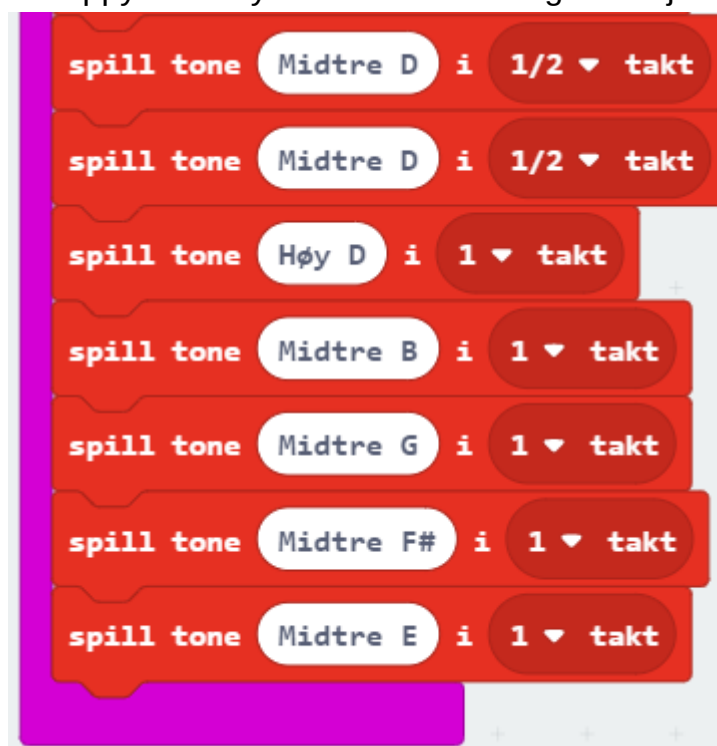 spill tone Midtre D i 1/2 takt
spill tone Midtre D i 1/2 takt
spill tone Høy D i 1 takt
spill tone Midtre B i 1 takt
spill tone Midtre G i 1 takt
spill tone Midtre F# i 1 takt
spill tone Midtre E i 1 takt